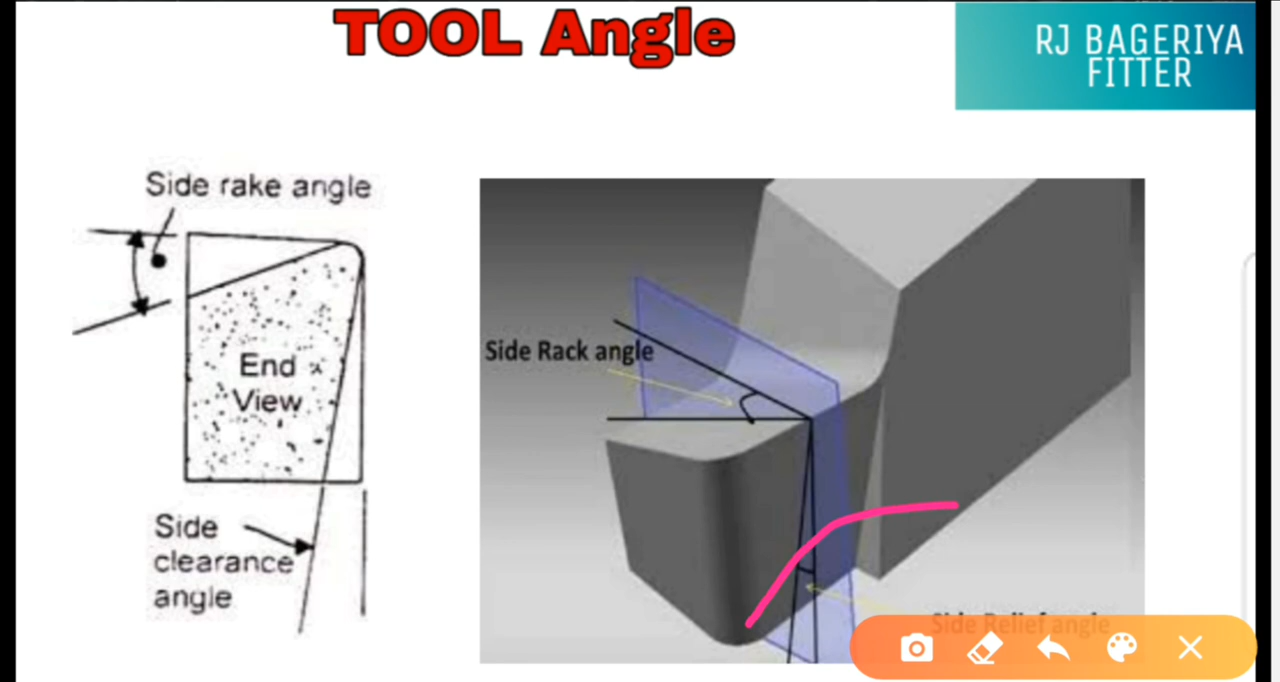 TOOL Angle
RJ BAGERIYA
FITTER
Side rake angle
End
View
Side
clearance
angle
Side Rack angle
Side Relief angle